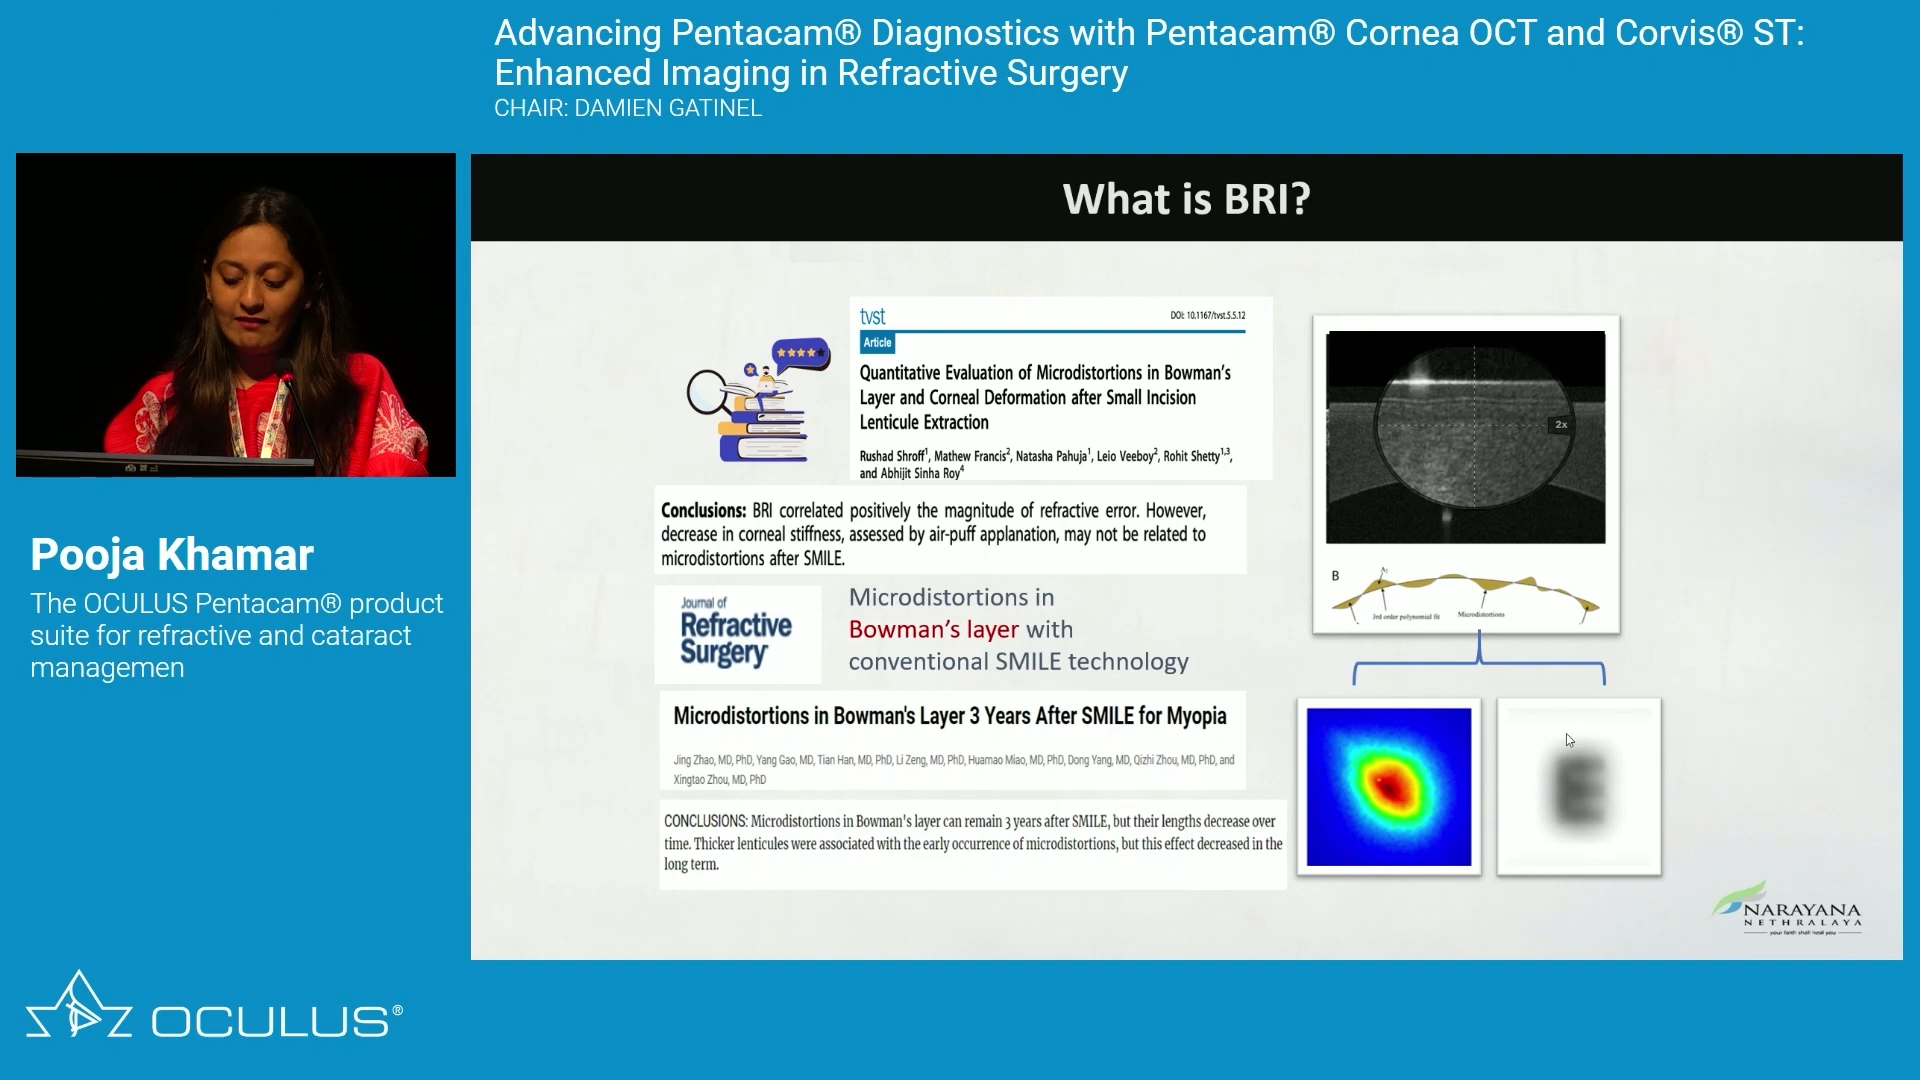 Advancing Pentacam® Diagnostics with Pentacam® Cornea OCT and Corvis® ST:
Enhanced Imaging in Refractive Surgery
CHAIR: DAMIEN GATINEL
What is BRI?
tvst
DOI: 10.1167/tvst.5.5.12
Article
Quantitative Evaluation of Microdistortions in Bowman's
Layer and Corneal Deformation after Small Incision
Lenticule Extraction
Rushad Shroff1, Mathew Francis2, Natasha Pahuja1, Leio Veeboy2, Rohit Shetty1,3,
and Abhijit Sinha Roy4
Conclusions: BRI correlated positively the magnitude of refractive error. However,
decrease in corneal stiffness, assessed by air-puff applanation, may not be related to
microdistortions after SMILE.
Journal of
Refractive
Surgery
Microdistortions in
Bowman's layer with
conventional SMILE technology
Microdistortions in Bowman's Layer 3 Years After SMILE for Myopia
Jing Zhao, MD, PhD, Yang Gao, MD, Tian Han, MD, PhD, Li Zeng, MD, PhD, Huamao Miao, MD, PhD, Dong Yang, MD, Qizhi Zhou, MD, PhD, and
Xingtao Zhou, MD, PhD
CONCLUSIONS: Microdistortions in Bowman's layer can remain 3 years after SMILE, but their lengths decrease over
time. Thicker lenticules were associated with the early occurrence of microdistortions, but this effect decreased in the
long term.
2x
B
3rd order polynomial fit
Microdistortions
E
NARAYANA
NETHRALAYA
your faith shall heal you
Pooja Khamar
The OCULUS Pentacam® product
suite for refractive and cataract
managemen
OCULUS®